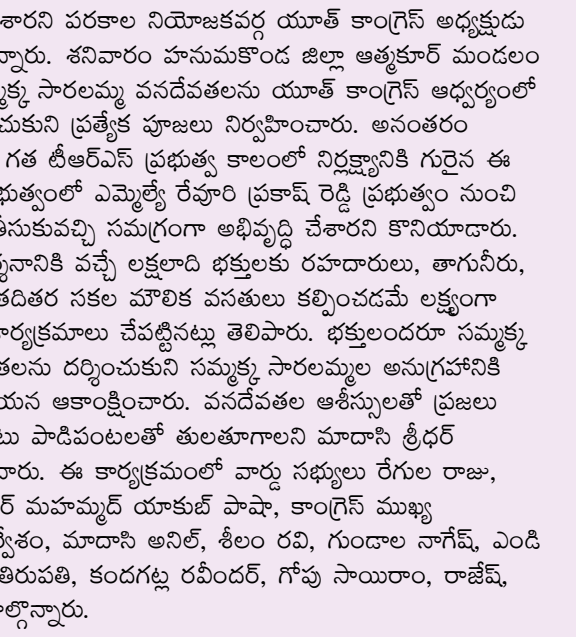 శారని పరకాల నియోజకవర్గ యూత్ కాంగ్రెస్ అధ్యక్షుడు
న్నారు. శనివారం హనుమకొండ జిల్లా ఆత్మకూర్ మండలం
మ్మక్క సారలమ్మ వనదేవతలను యూత్ కాంగ్రెస్ ఆధ్వర్యంలో
చుకుని ప్రత్యేక పూజలు నిర్వహించారు. అనంతరం
గత టీఆర్ఎస్ ప్రభుత్వ కాలంలో నిర్లక్ష్యానికి గురైన ఈ
భుత్వంలో ఎమ్మెల్యే రేవూరి ప్రకాష్ రెడ్డి ప్రభుత్వం నుంచి
తీసుకువచ్చి సమగ్రంగా అభివృద్ధి చేశారని కొనియాడారు.
ర్శనానికి వచ్చే లక్షలాది భక్తులకు రహదారులు, తాగునీరు,
తదితర సకల మౌలిక వసతులు కల్పించడమే లక్ష్యంగా
కార్యక్రమాలు చేపట్టినట్లు తెలిపారు. భక్తులందరూ సమ్మక్క
తలను దర్శించుకుని సమ్మక్క సారలమ్మల అనుగ్రహానికి
యన ఆకాంక్షించారు. వనదేవతల ఆశీస్సులతో ప్రజలు
టు పాడిపంటలతో తులతూగాలని మాదాసి శ్రీధర్
నారు. ఈ కార్యక్రమంలో వార్డు సభ్యులు రేగుల రాజు,
ర్ మహమ్మద్ యాకుబ్ పాషా, కాంగ్రెస్ ముఖ్య
్వేశం, మాదాసి అనిల్, శీలం రవి, గుండాల నాగేష్, ఎండి
తిరుపతి, కందగట్ల రవీందర్, గోపు సాయిరాం, రాజేష్,
ాల్గొన్నారు.